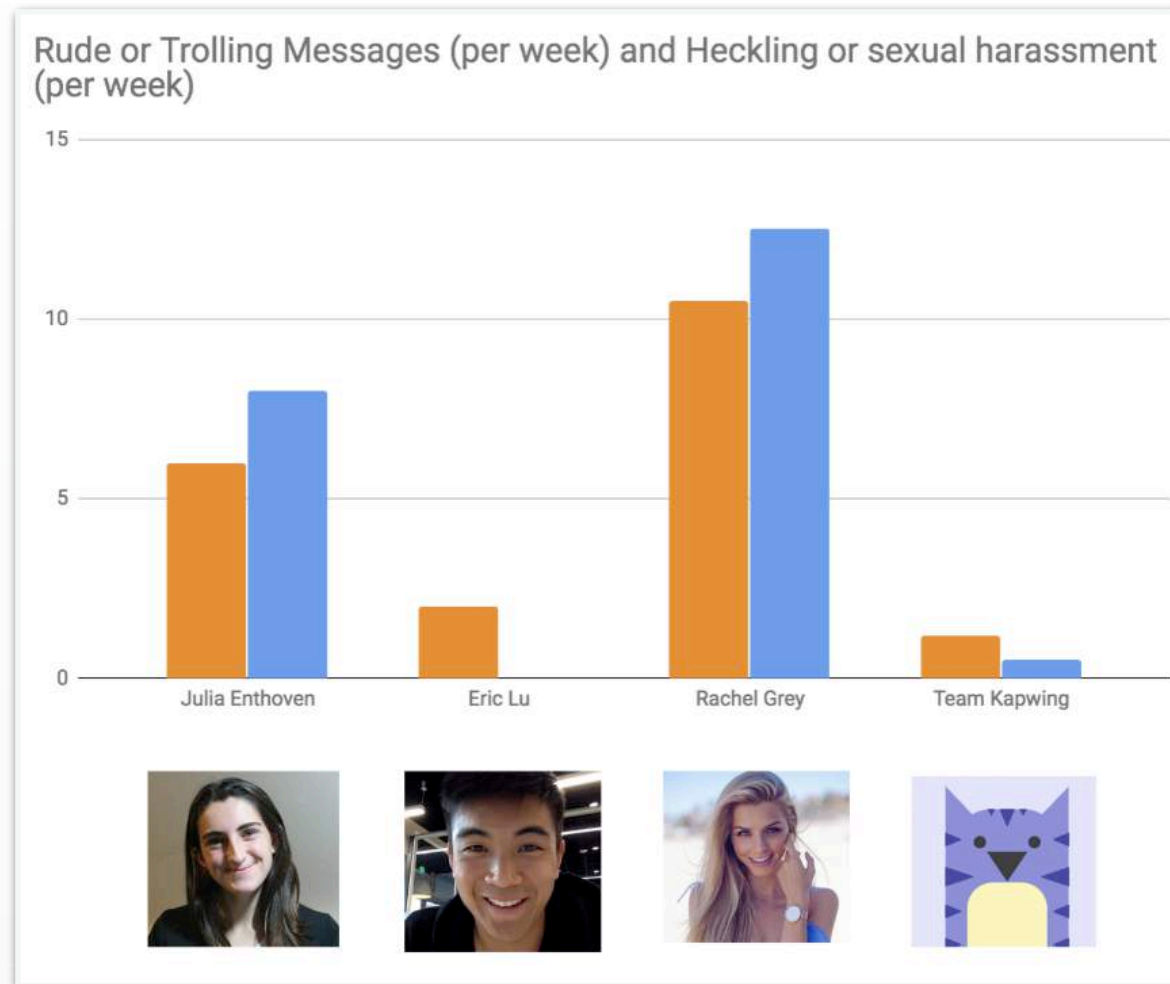 Rude or Trolling Messages (per week) and Heckling or sexual harassment
(per week)
15
10
5
0
Julia Enthoven Eric Lu Rachel Grey Team Kapwing